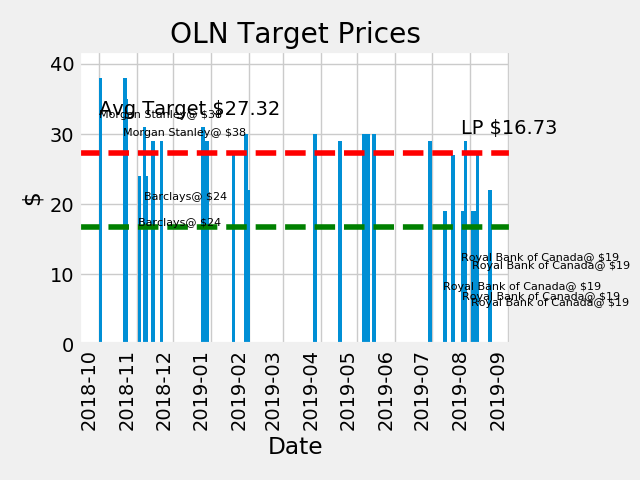 OLN Target Prices
40
Avg Target $27.32
Morgan Stanley@ $38
Morgan Stanley@ $38
LP $16.73
30
Barclays@ $24
20
Barclays@ $24
Royal Bank of Canada@ $19
Royal Bank of Canada@ $19
10
Royal Bank of Canada@ $19
Royal Bank of Canada@ $19
Royal Bank of Canada@ $19
0
$
2018-10
2018-11
2018-12
2019-01
2019-02
2019-03
2019-04
2019-05
2019-06
2019-07
2019-08
2019-09
Date